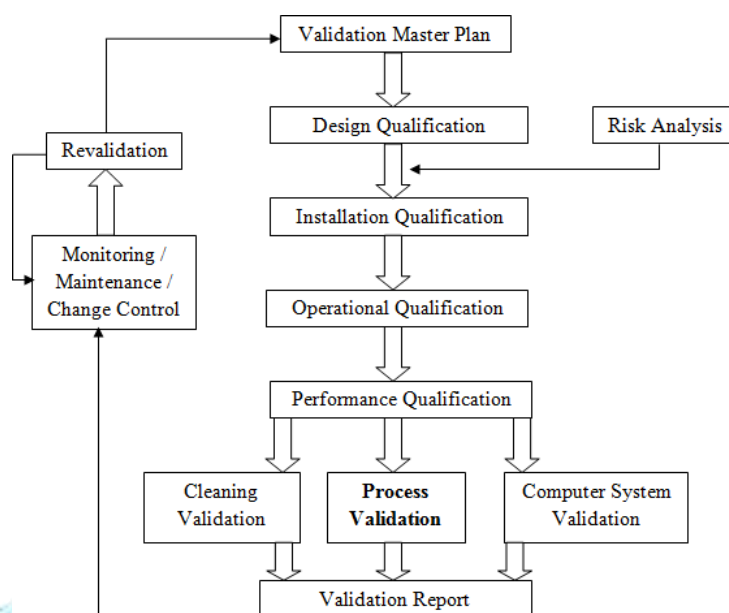 Validation Master Plan
Design Qualification
Risk Analysis
Revalidation
Installation Qualification
Monitoring /
Maintenance /
Change Control
Operational Qualification
Performance Qualification
Cleaning
Validation
Process
Validation
Computer System
Validation
Validation Report